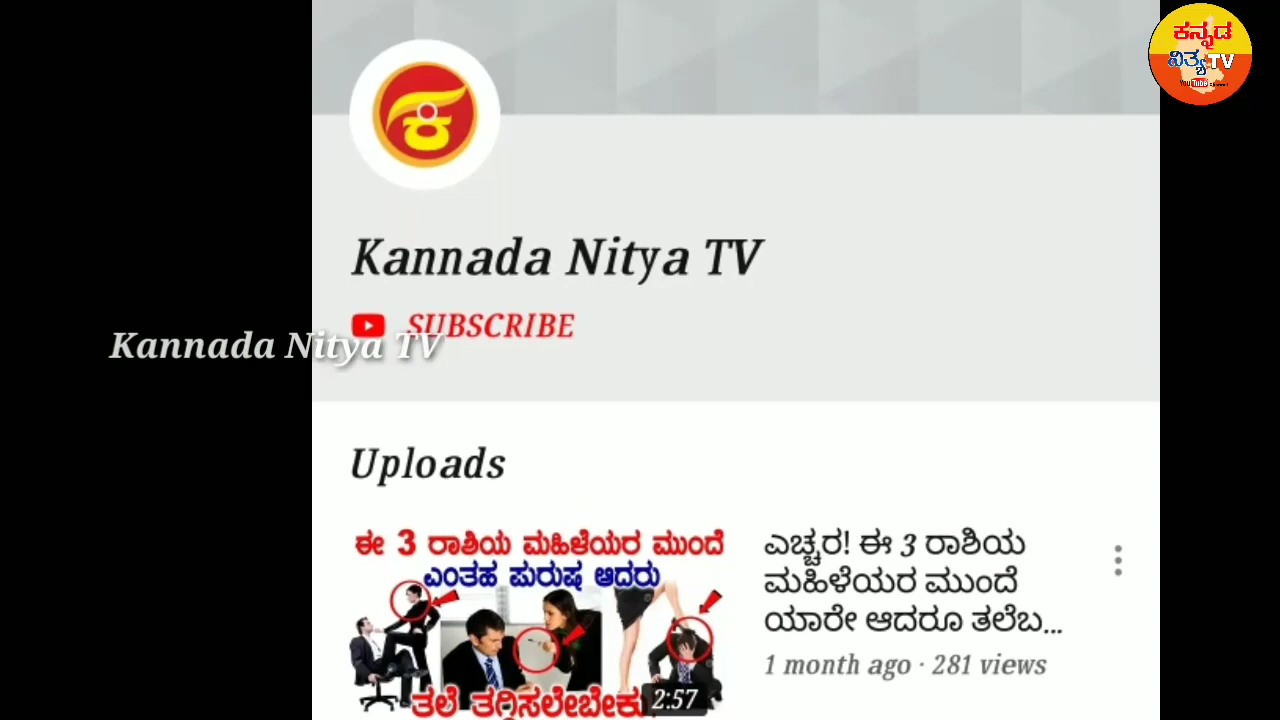 ಕನ್ನಡ
ನಿತ್ಯ TV
YouTube
ಕ
Kannada Nitya TV
SUBSCRIBE
Kannada Nitya TV
Uploads
ಈ 3 ರಾಶಿಯ ಮಹಿಳೆಯರ ಮುಂದೆ
ಎಂತಹ ಪುರುಷ ಆದರು
ತಲೆ ತಗ್ಗಿಸಲೇಬೇಕು
2:57
ಎಚ್ಚರ! ಈ 3 ರಾಶಿಯ
ಮಹಿಳೆಯರ ಮುಂದೆ
ಯಾರೇ ಆದರೂ ತಲೆಬ...
1 month ago · 281 views